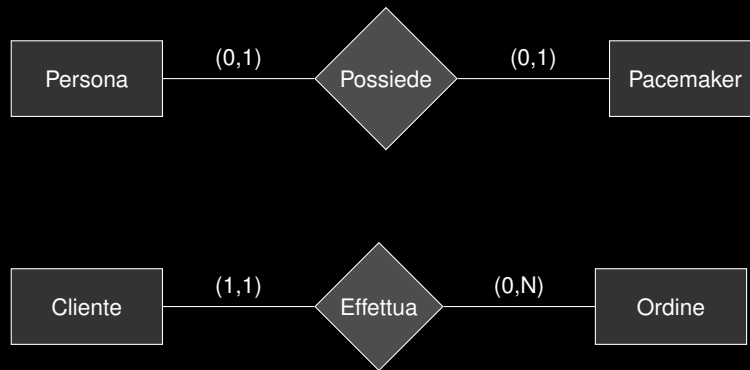 (0,1) (0,1)
Persona Possiede Pacemaker
(1,1) (0,N)
Cliente Effettua Ordine